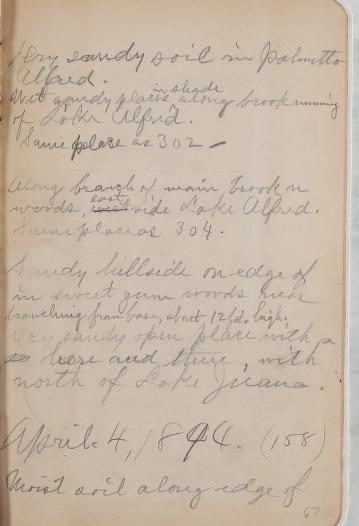 Very sandy soil in Palmetto
Alfred.
Wet sandy places in shade along brook running
of Lake Alfred.
Same place as 302 —
Along branch of main brook on
woods, east side Lake Alfred.
Same place as 304.
Sandy hillside on edge of
in sweet gum woods near
branching from base, about 12 ft. high.
Very sandy open place with a
here and there, with
north of Lake Juana.
April 4, 1894. (158)
Moist soil along edge of